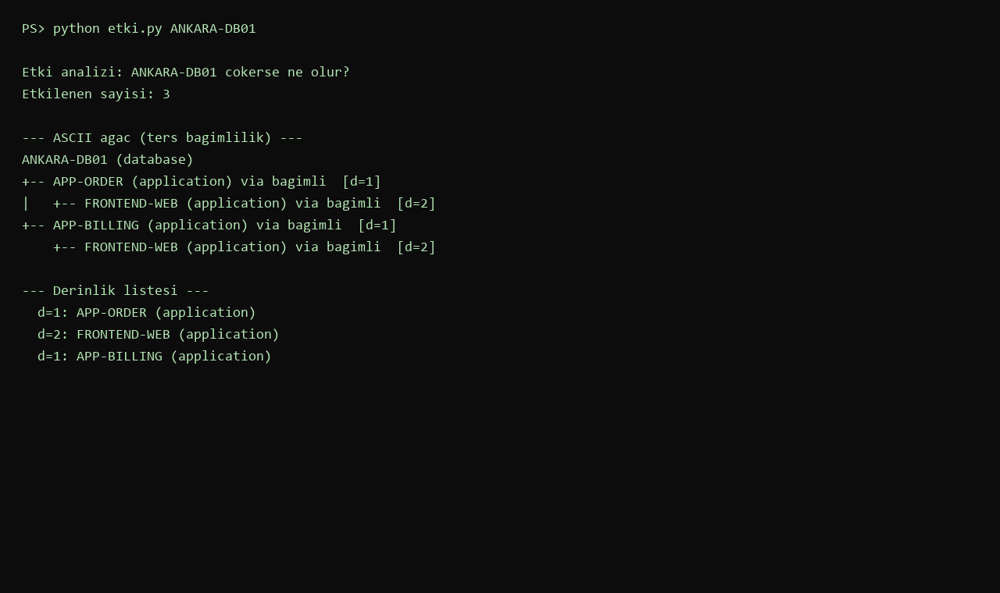 PS> python etki.py ANKARA-DB01
Etki analizi: ANKARA-DB01 cokerse ne olur?
Etkilenen sayisi: 3
--- ASCII agac (ters bagimlilik) ---
ANKARA-DB01 (database)
+-- APP-ORDER (application) via bagimli  [d=1]
|   +-- FRONTEND-WEB (application) via bagimli  [d=2]
+-- APP-BILLING (application) via bagimli  [d=1]
    +-- FRONTEND-WEB (application) via bagimli  [d=2]
--- Derinlik listesi ---
  d=1: APP-ORDER (application)
  d=2: FRONTEND-WEB (application)
  d=1: APP-BILLING (application)